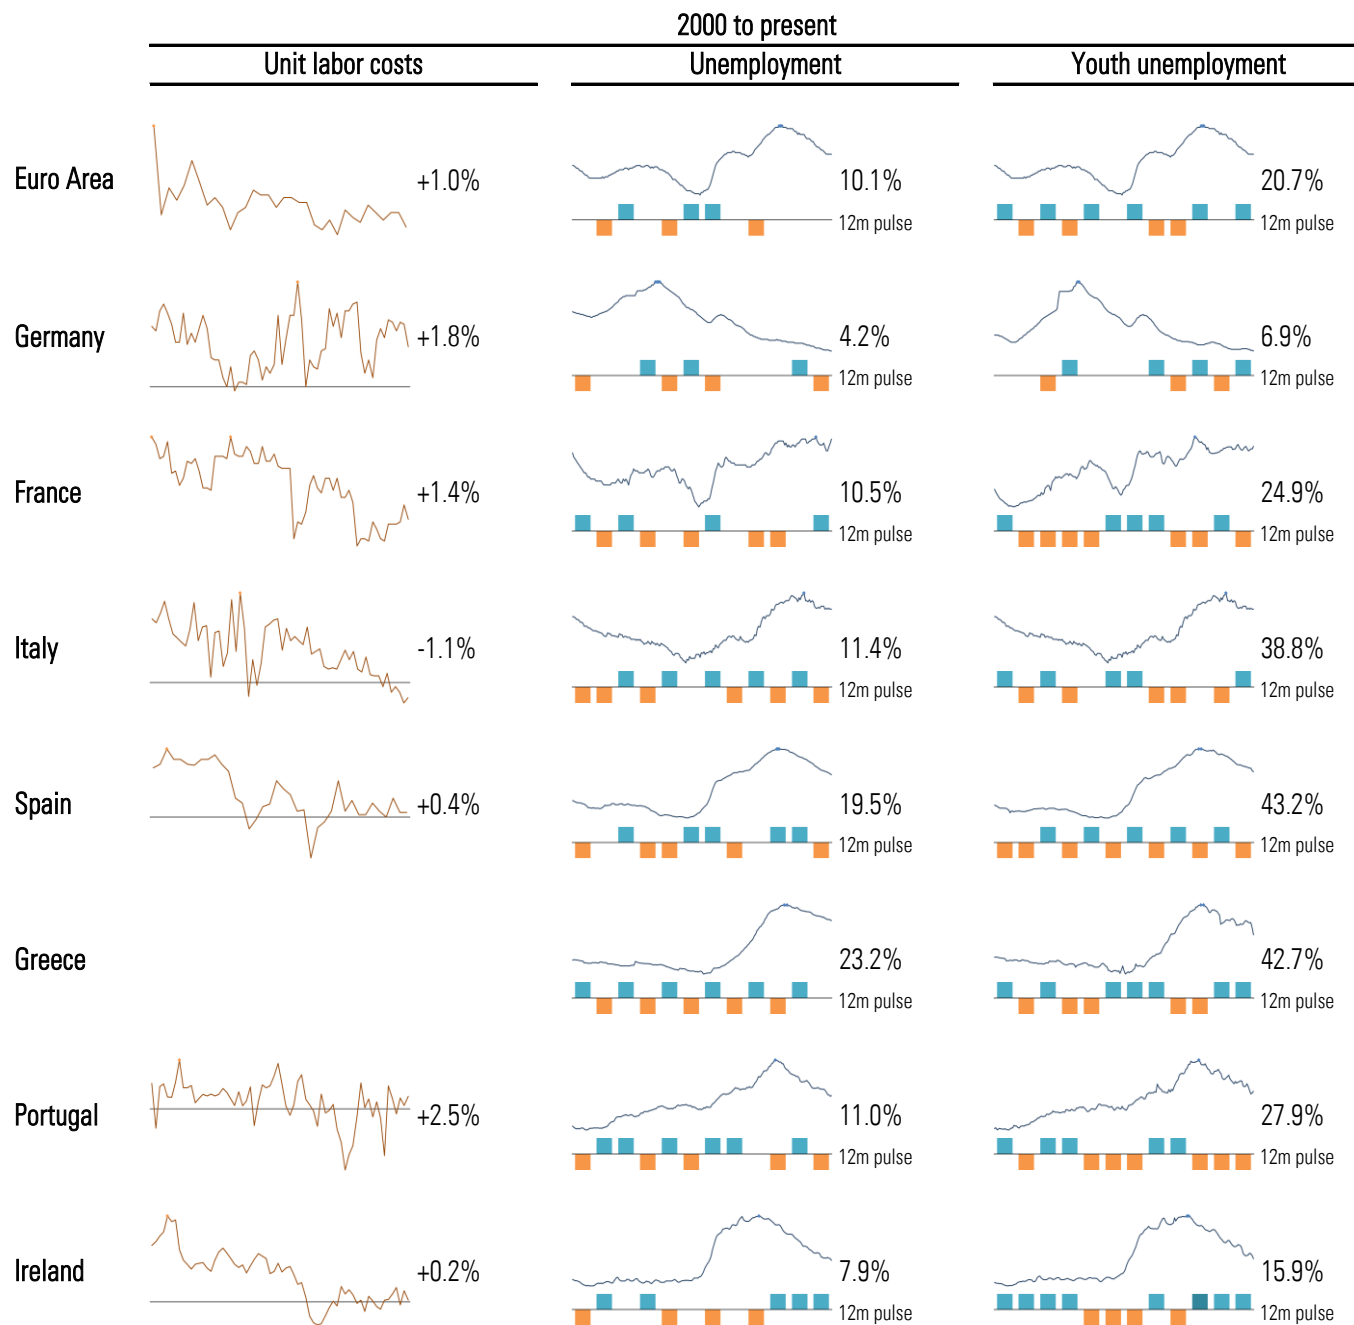 2000 to present
Unit labor costs Unemployment Youth unemployment
Euro Area +1.0% 10.1% 20.7%
12m pulse 12m pulse
Germany +1.8% 4.2% 6.9%
12m pulse 12m pulse
France +1.4% 10.5% 24.9%
12m pulse 12m pulse
Italy -1.1% 11.4% 38.8%
12m pulse 12m pulse
Spain +0.4% 19.5% 43.2%
12m pulse 12m pulse
Greece 23.2% 42.7%
12m pulse 12m pulse
Portugal +2.5% 11.0% 27.9%
12m pulse 12m pulse
Ireland +0.2% 7.9% 15.9%
12m pulse 12m pulse